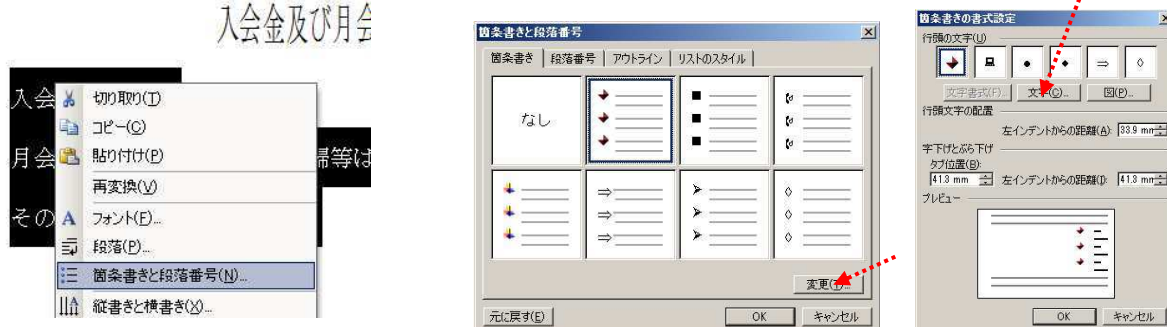 入会金及び月会
入会
月会
帰等は
その
切り取り(T)
コピー(C)
貼り付け(P)
再変換(V)
フォント(F)...
段落(P)...
箇条書きと段落番号(N)...
縦書きと横書き(X)...
箇条書きと段落番号
箇条書き
段落番号
アウトライン
リストのスタイル
なし
変更(T)...
元に戻す(E)
OK
キャンセル
箇条書きの書式設定
行頭の文字(U)
文字書式(F)...
文字(C)...
図(P)...
行頭文字の配置
左インデントからの距離(A): 33.9 mm
字下げとぶら下げ
タブ位置(B):
41.3 mm 左インデントからの距離(I): 41.3 mm
プレビュー
OK
キャンセル